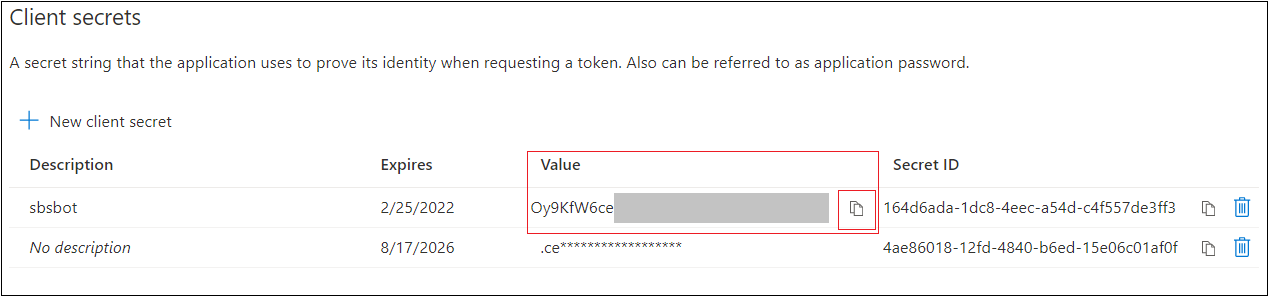 Client secrets
A secret string that the application uses to prove its identity when requesting a token. Also can be referred to as application password.
New client secret
Description Expires Value Secret ID
sbsbot 2/25/2022 Oy9KfW6ce 164d6ada-1dc8-4eec-a54d-c4f557de3ff3
No description 8/17/2026 .ce****************** 4ae86018-12fd-4840-b6ed-15e06c01af0f